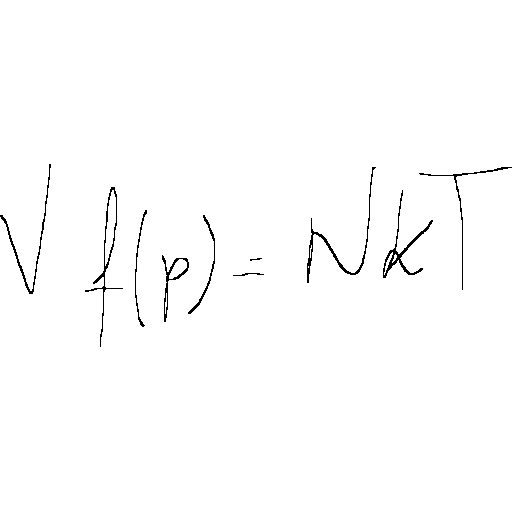 V f(p) = NkT